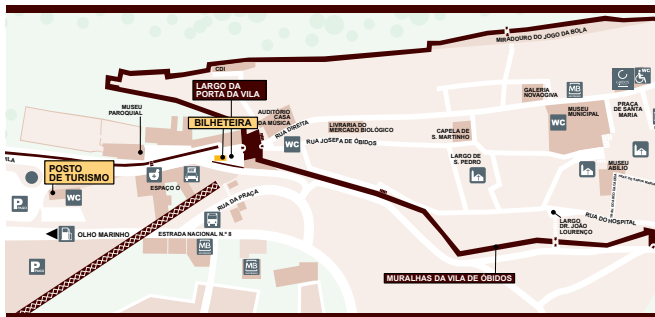 MIRADOURO DO JOGO DA BOLA
CDI
LARGO DA
PORTA DA VILA
GALERIA
NOVAOGIVA
MB
WC
MUSEU
PAROQUIAL
BILHETEIRA
AUDITÓRIO
CASA
DA MÚSICA
RUA DIREITA
LIVRARIA DO
MERCADO BIOLÓGICO
WC
RUA JOSEFA DE ÓBIDOS
CAPELA DE
S. MARTINHO
WC
MUSEU
MUNICIPAL
PRAÇA
DE SANTA
MARIA
LARGO DE
S. PEDRO
MUSEU
ABÍLIO
POSTO
DE TURISMO
WC
ESPAÇO Ó
P
RUA DA PRAÇA
OLHO MARINHO
ESTRADA NACIONAL N.º 8
MB
MB
P
RUA DO HOSPITAL
LARGO
DR. JOÃO
LOURENÇO
MURALHAS DA VILA DE ÓBIDOS